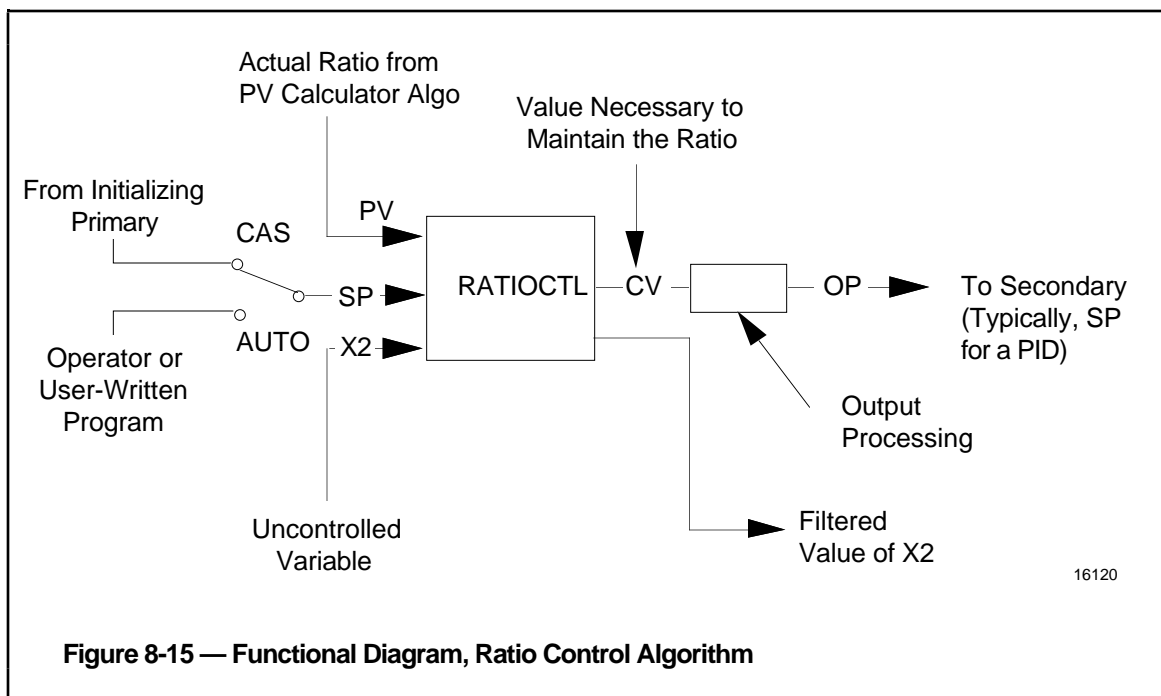 Actual Ratio from
PV Calculator Algo
Value Necessary to
Maintain the Ratio
From Initializing
Primary
CAS
PV
SP
RATIOCTL
CV
OP
To Secondary
(Typically, SP
for a PID)
AUTO
X2
Operator or
User-Written
Program
Output
Processing
Uncontrolled
Variable
Filtered
Value of X2
16120
Figure 8-15 — Functional Diagram, Ratio Control Algorithm